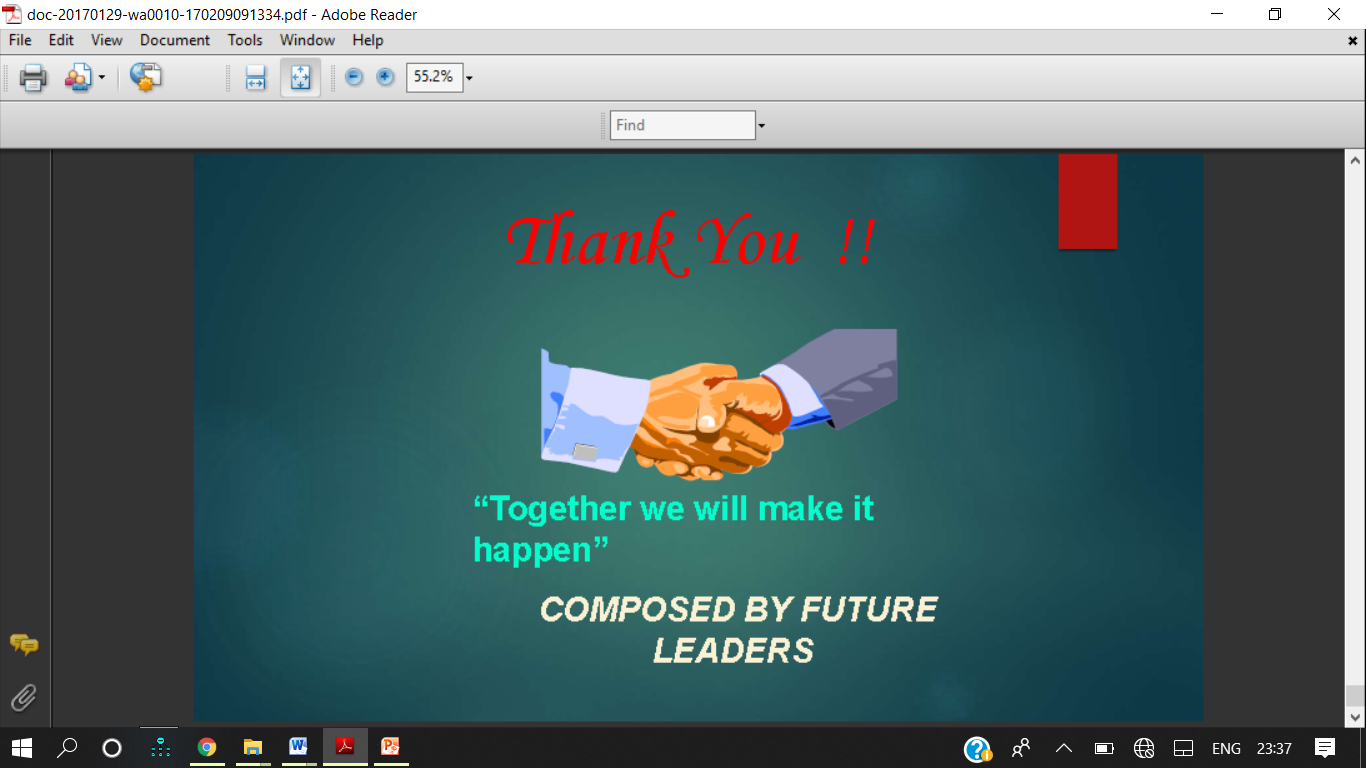 doc-20170129-wa0010-170209091334.pdf - Adobe Reader
File Edit View Document Tools Window Help
55.2%
Find
Thank You !!
“Together we will make it
happen”
COMPOSED BY FUTURE
LEADERS
ENG 23:37